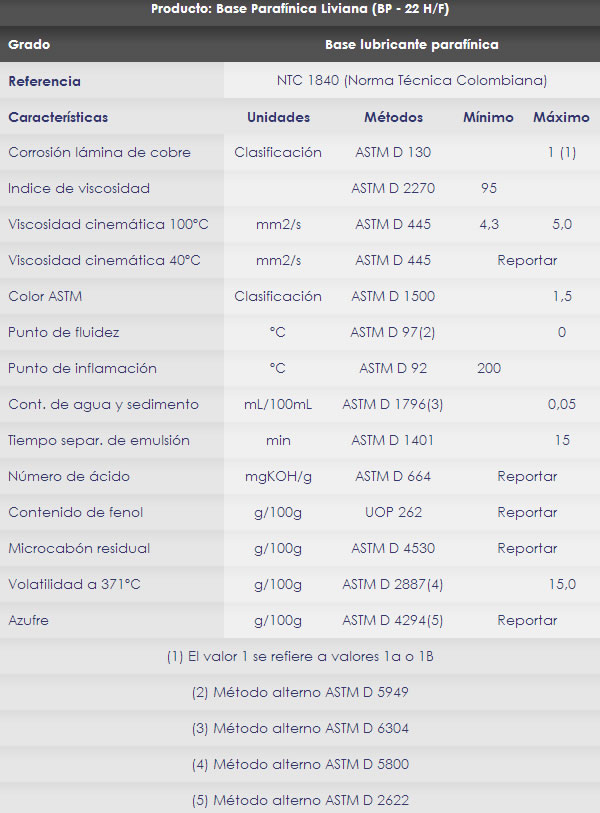 Producto: Base Parafínica Liviana (BP - 22 H/F)
Grado Base lubricante parafínica
Referencia NTC 1840 (Norma Técnica Colombiana)
Características Unidades Métodos Mínimo Máximo
Corrosión lámina de cobre Clasificación ASTM D 130 1 (1)
Indice de viscosidad ASTM D 2270 95
Viscosidad cinemática 100°C mm2/s ASTM D 445 4,3 5,0
Viscosidad cinemática 40°C mm2/s ASTM D 445 Reportar
Color ASTM Clasificación ASTM D 1500 1,5
Punto de fluidez °C ASTM D 97(2) 0
Punto de inflamación °C ASTM D 92 200
Cont. de agua y sedimento mL/100mL ASTM D 1796(3) 0,05
Tiempo separ. de emulsión min ASTM D 1401 15
Número de ácido mgKOH/g ASTM D 664 Reportar
Contenido de fenol g/100g UOP 262 Reportar
Microcabón residual g/100g ASTM D 4530 Reportar
Volatilidad a 371°C g/100g ASTM D 2887(4) 15,0
Azufre g/100g ASTM D 4294(5) Reportar
(1) El valor 1 se refiere a valores 1a o 1B
(2) Método alterno ASTM D 5949
(3) Método alterno ASTM D 6304
(4) Método alterno ASTM D 5800
(5) Método alterno ASTM D 2622